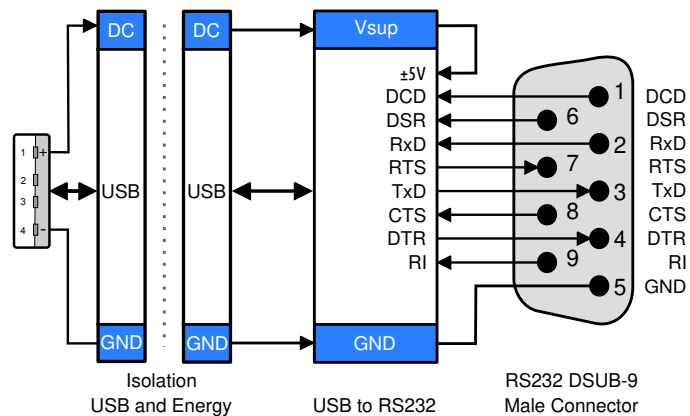 DC
DC
Vsup
±5V
1
+
2
3
4
-
USB
USB
DCD
DSR
RxD
RTS
TxD
CTS
DTR
RI
1
6
2
7
3
8
4
9
5
DCD
DSR
RxD
RTS
TxD
CTS
DTR
RI
GND
GND
GND
GND
Isolation
USB and Energy
USB to RS232
RS232 DSUB-9
Male Connector